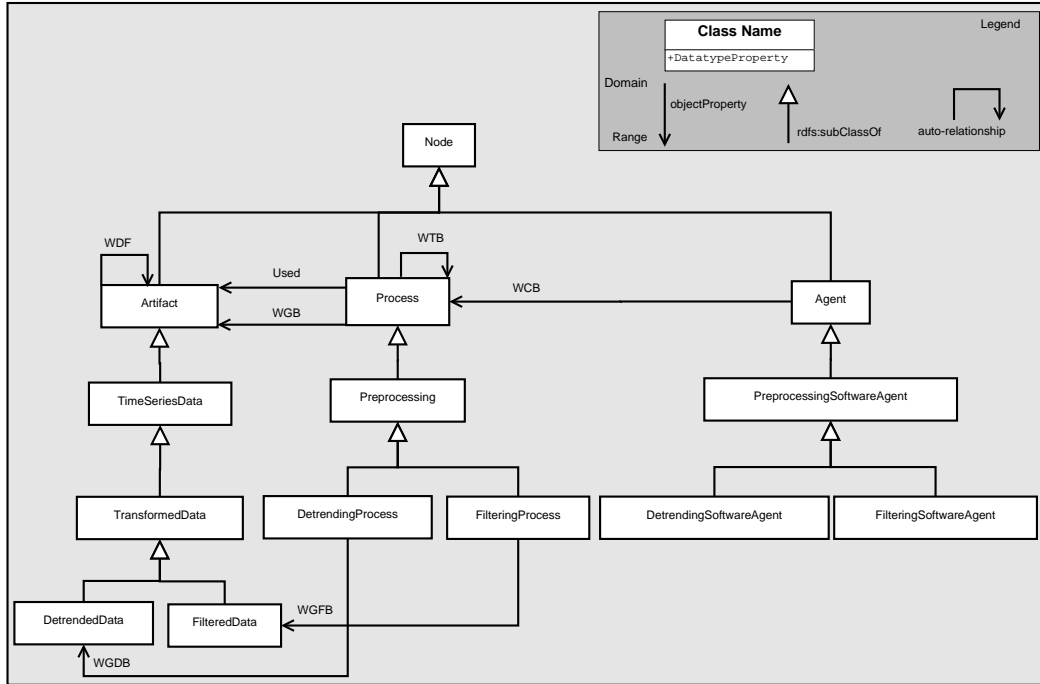 Class Name
Legend
+DatatypeProperty
Domain
objectProperty
rdfs:subClassOf
auto-relationship
Range
Node
WDF
WTB
Used
WCB
Artifact
Process
Agent
WGB
TimeSeriesData
Preprocessing
PreprocessingSoftwareAgent
TransformedData
DetrendingProcess
FilteringProcess
DetrendingSoftwareAgent
FilteringSoftwareAgent
DetrendedData
FilteredData
WGFB
WGDB